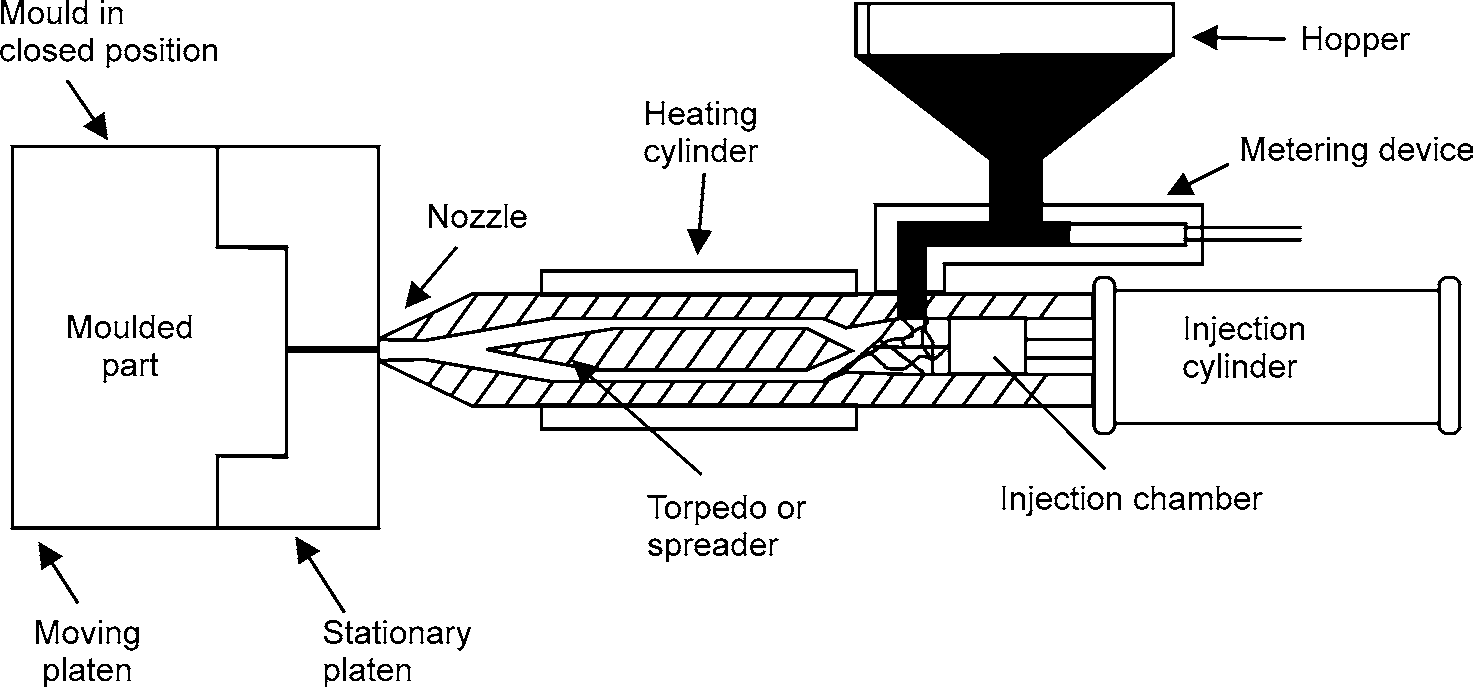 Mould in
closed position
Hopper
Heating
cylinder
Metering device
Nozzle
Moulded
part
Injection
cylinder
Torpedo or
spreader
Injection chamber
Moving
platen
Stationary
platen